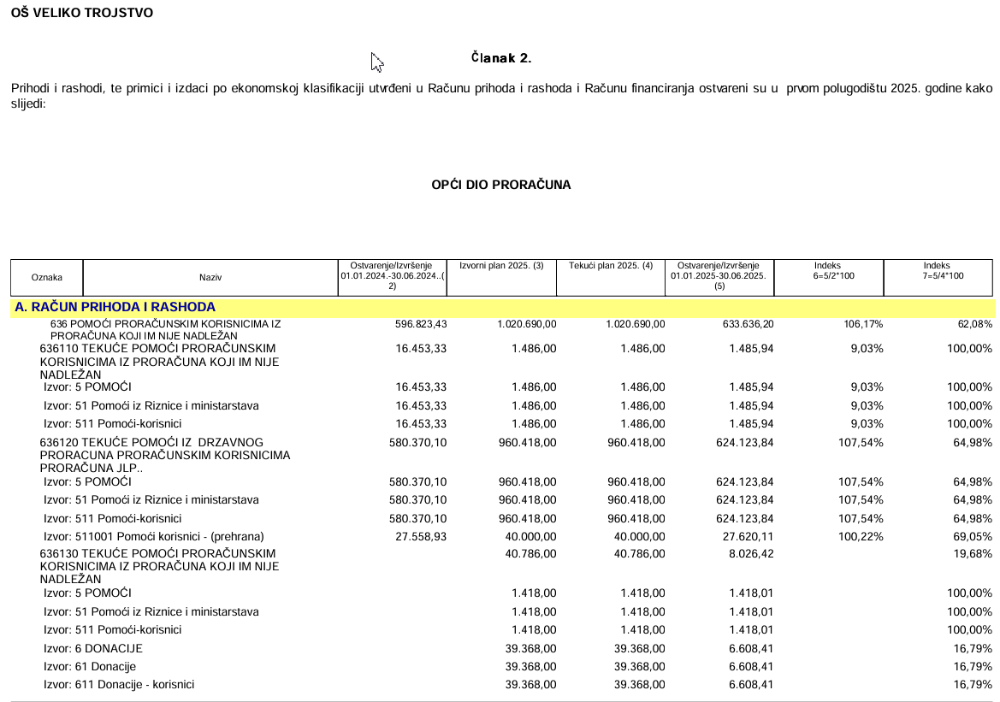 OŠ VELIKO TROJSTVO
Članak 2.
Prihodi i rashodi, te primici i izdaci po ekonomskoj klasifikaciji utvrđeni u Računu prihoda i rashoda i Računu financiranja ostvareni su u prvom polugodištu 2025. godine kako
slijedi:
OPĆI DIO PRORAČUNA
Oznaka Naziv Ostvarenje/Izvršenje 01.01.2024.-30.06.2024..( 2) Izvorni plan 2025. (3) Tekući plan 2025. (4) Ostvarenje/Izvršenje 01.01.2025-30.06.2025. (5) Indeks 6=5/2*100 Indeks 7=5/4*100
A. RAČUN PRIHODA I RASHODA
636 POMOĆI PRORAČUNSKIM KORISNICIMA IZ 596.823,43 1.020.690,00 1.020.690,00 633.636,20 106,17% 62,08%
PRORAČUNA KOJI IM NIJE NADLEŽAN
636110 TEKUĆE POMOĆI PRORAČUNSKIM 16.453,33 1.486,00 1.486,00 1.485,94 9,03% 100,00%
KORISNICIMA IZ PRORAČUNA KOJI IM NIJE
NADLEŽAN
Izvor: 5 POMOĆI 16.453,33 1.486,00 1.486,00 1.485,94 9,03% 100,00%
Izvor: 51 Pomoći iz Riznice i ministarstava 16.453,33 1.486,00 1.486,00 1.485,94 9,03% 100,00%
Izvor: 511 Pomoći-korisnici 16.453,33 1.486,00 1.486,00 1.485,94 9,03% 100,00%
636120 TEKUĆE POMOĆI IZ DRZAVNOG 580.370,10 960.418,00 960.418,00 624.123,84 107,54% 64,98%
PRORACUNA PRORAČUNSKIM KORISNICIMA
PRORAČUNA JLP..
Izvor: 5 POMOĆI 580.370,10 960.418,00 960.418,00 624.123,84 107,54% 64,98%
Izvor: 51 Pomoći iz Riznice i ministarstava 580.370,10 960.418,00 960.418,00 624.123,84 107,54% 64,98%
Izvor: 511 Pomoći-korisnici 580.370,10 960.418,00 960.418,00 624.123,84 107,54% 64,98%
Izvor: 511001 Pomoći korisnici - (prehrana) 27.558,93 40.000,00 40.000,00 27.620,11 100,22% 69,05%
636130 TEKUĆE POMOĆI PRORAČUNSKIM 40.786,00 40.786,00 8.026,42 19,68%
KORISNICIMA IZ PRORAČUNA KOJI IM NIJE
NADLEŽAN
Izvor: 5 POMOĆI 1.418,00 1.418,00 1.418,01 100,00%
Izvor: 51 Pomoći iz Riznice i ministarstava 1.418,00 1.418,00 1.418,01 100,00%
Izvor: 511 Pomoći-korisnici 1.418,00 1.418,00 1.418,01 100,00%
Izvor: 6 DONACIJE 39.368,00 39.368,00 6.608,41 16,79%
Izvor: 61 Donacije 39.368,00 39.368,00 6.608,41 16,79%
Izvor: 611 Donacije - korisnici 39.368,00 39.368,00 6.608,41 16,79%